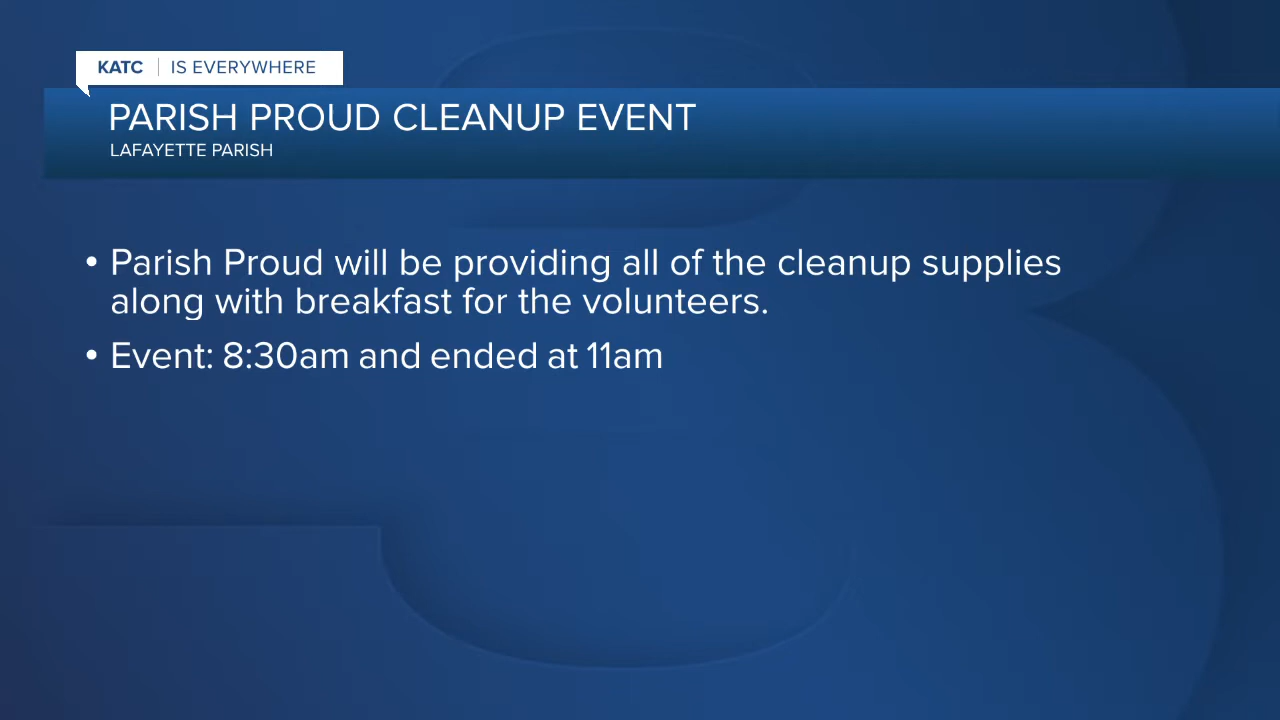 KATC | IS EVERYWHERE
PARISH PROUD CLEANUP EVENT
LAFAYETTE PARISH
• Parish Proud will be providing all of the cleanup supplies
along with breakfast for the volunteers.
• Event: 8:30am and ended at 11am